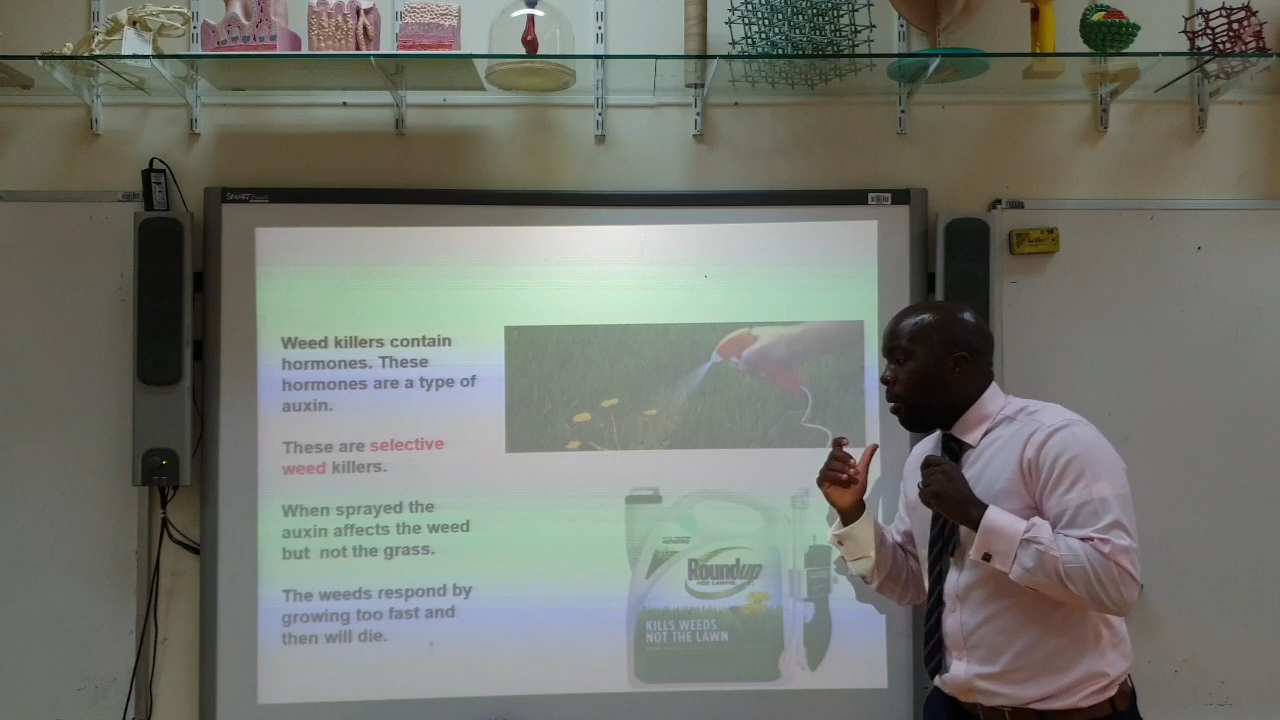 SMART
Weed killers contain
hormones. These
hormones are a type of
auxin.
These are selective
weed killers.
When sprayed the
auxin affects the weed
but not the grass.
The weeds respond by
growing too fast and
then will die.
Roundup
FOR LAWNS
KILLS WEEDS
NOT THE LAWN